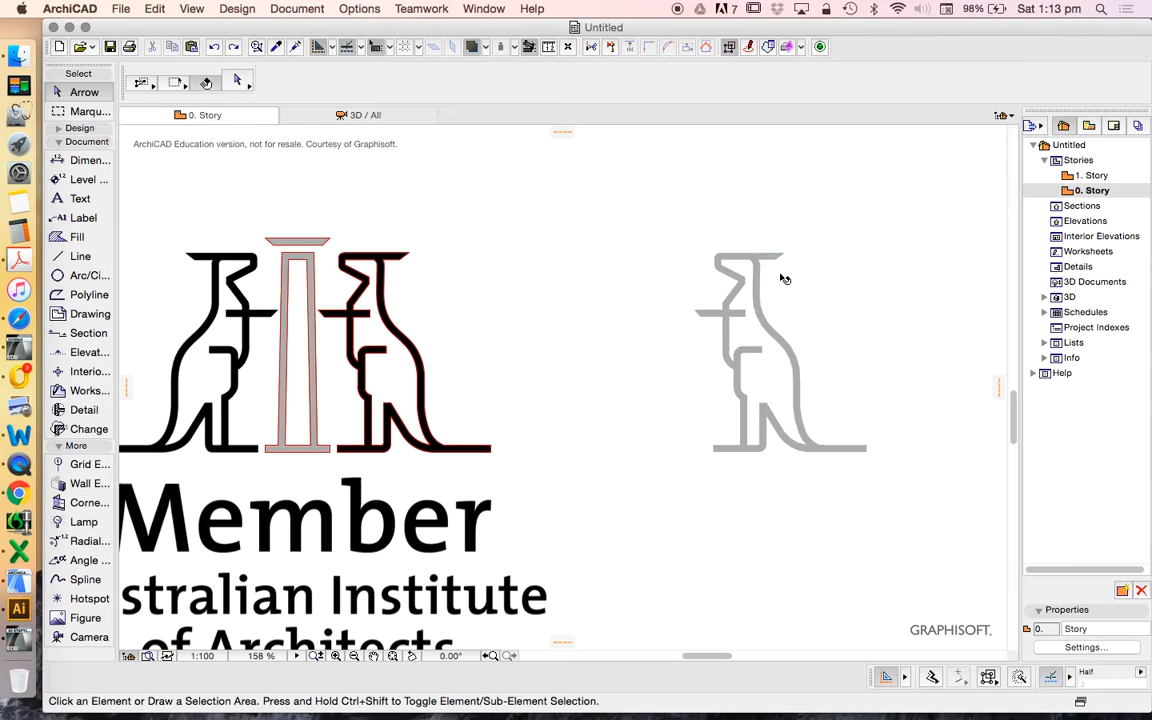 ArchiCAD File Edit View Design Document Options Teamwork Window Help
7 98% Sat 1:13 pm
Untitled
Select
Arrow
Marqu...
Design
Document
Dimen...
Level ...
Text
A1 Label
Fill
Line
Arc/Ci...
Polyline
Drawing
Section
Elevat...
Interio...
Works...
Detail
Change
More
Grid E...
Wall E...
Corne...
Lamp
Radial...
Angle ...
Spline
Hotspot
Figure
Camera
0. Story
3D / All
ArchiCAD Education version, not for resale. Courtesy of Graphisoft.
Member
stralian Institute
of Architects
GRAPHISOFT.
1:100 158 % 0.00°
Untitled
Stories
1. Story
0. Story
Sections
Elevations
Interior Elevations
Worksheets
Details
3D Documents
3D
Schedules
Project Indexes
Lists
Info
Help
Properties
0. Story
Settings...
Half
2
Click an Element or Draw a Selection Area. Press and Hold Ctrl+Shift to Toggle Element/Sub-Element Selection.